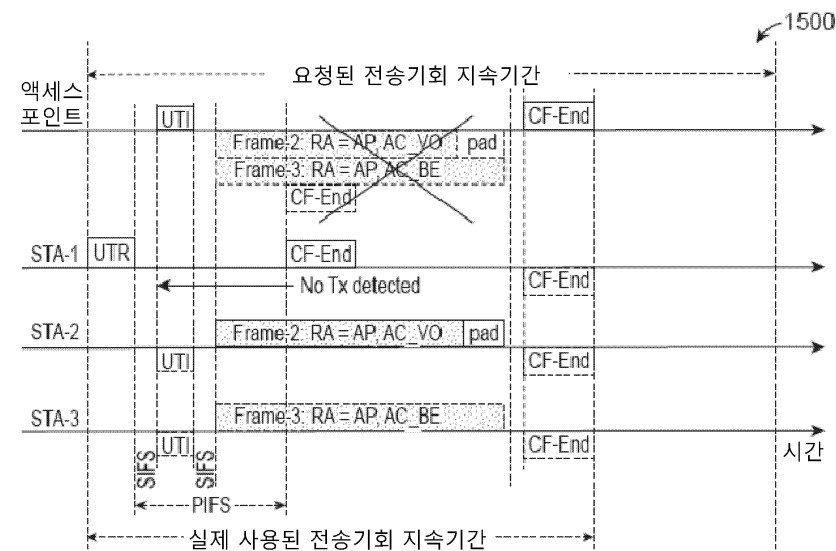 1500
요청된 전송기회 지속기간
액세스
포인트
UTI
CF-End
Frame-2: RA = AP, AC_VO pad
Frame-3: RA = AP, AC_BE
CF-End
STA-1 UTR
CF-End
No Tx detected
CF-End
STA-2
Frame-2: RA = AP, AC_VO pad
UTI
CF-End
STA-3
Frame-3: RA = AP, AC_BE
SIFS
UTI
SIFS
CF-End
시간
PIFS
실제 사용된 전송기회 지속기간